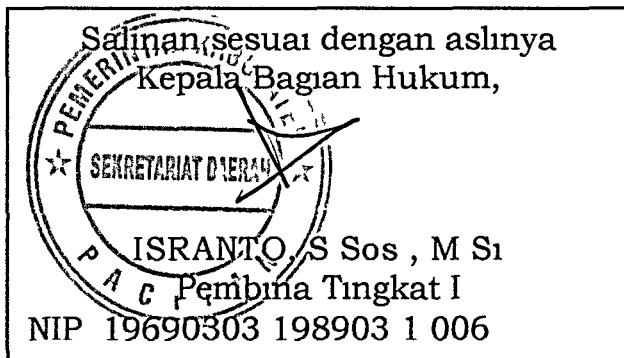 Salinan sesuai dengan aslinya
Kepala Bagian Hukum,
PEMERINTAH
SEKRETARIAT DAERAH
ISRANTO, S Sos , M Si
Pembina Tingkat I
NIP 19690303 198903 1 006